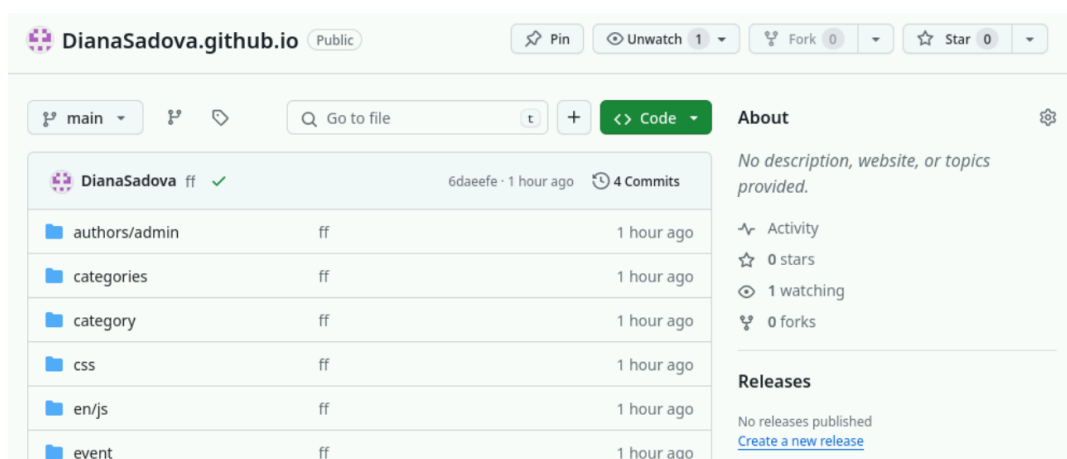 DianaSadova.github.io Public Pin Unwatch 1 Fork 0 Star 0
main Go to file t + <> Code About
No description, website, or topics
provided.
DianaSadova ff 6daeefe · 1 hour ago 4 Commits
authors/admin ff 1 hour ago
categories ff 1 hour ago
category ff 1 hour ago
css ff 1 hour ago
en/js ff 1 hour ago
event ff 1 hour ago
Activity
0 stars
1 watching
0 forks
Releases
No releases published
Create a new release